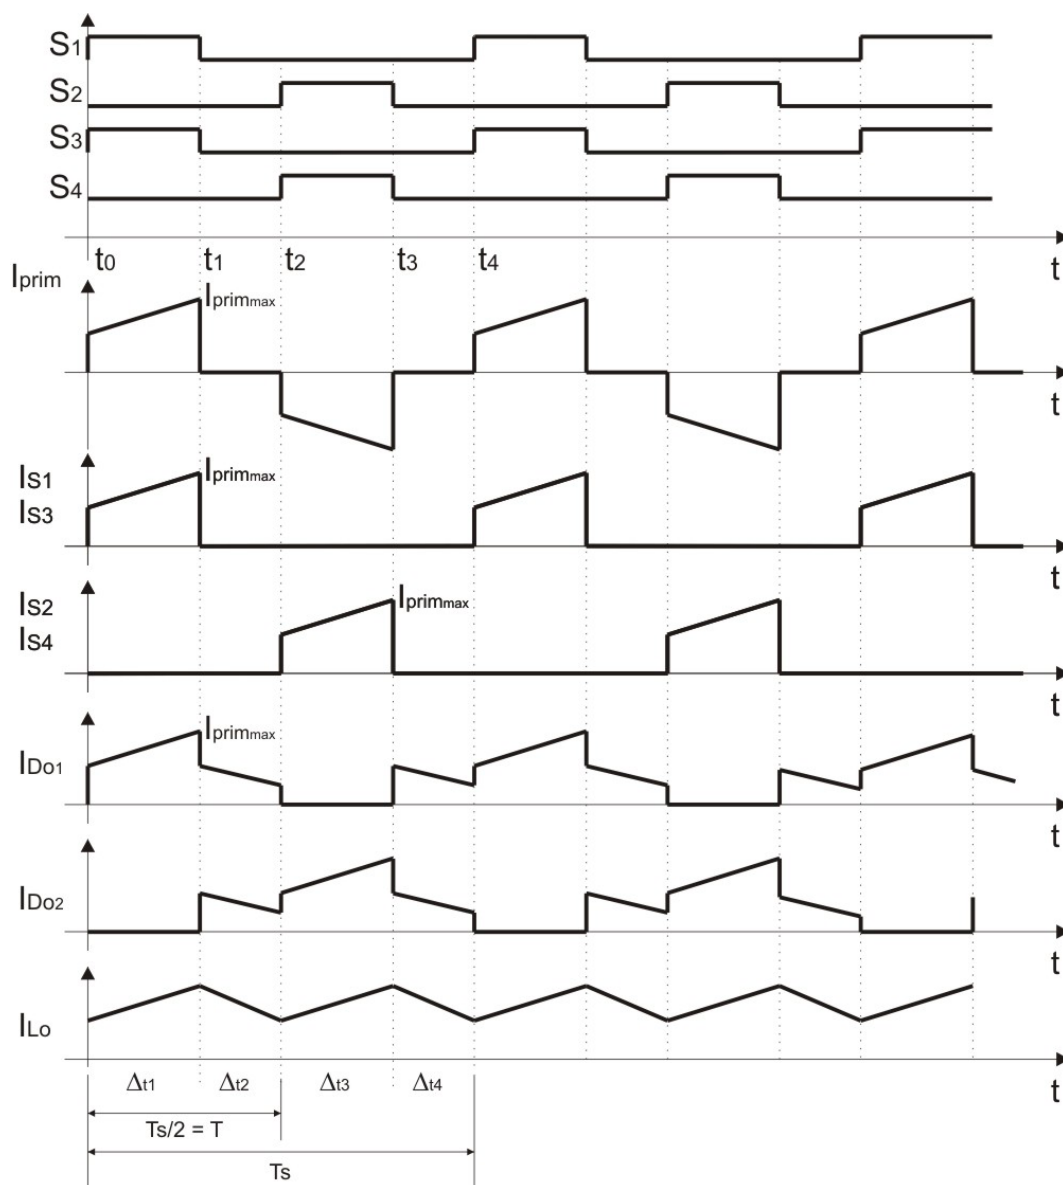 S1
S2
S3
S4
t0 t1 t2 t3 t4 t
Iprim
Iprimmax
t
IS1
IS3
Iprimmax
t
IS2
IS4
Iprimmax
t
IDo1
Iprimmax
t
IDo2
t
ILo
t
Δt1 Δt2 Δt3 Δt4
Ts/2 = T
Ts